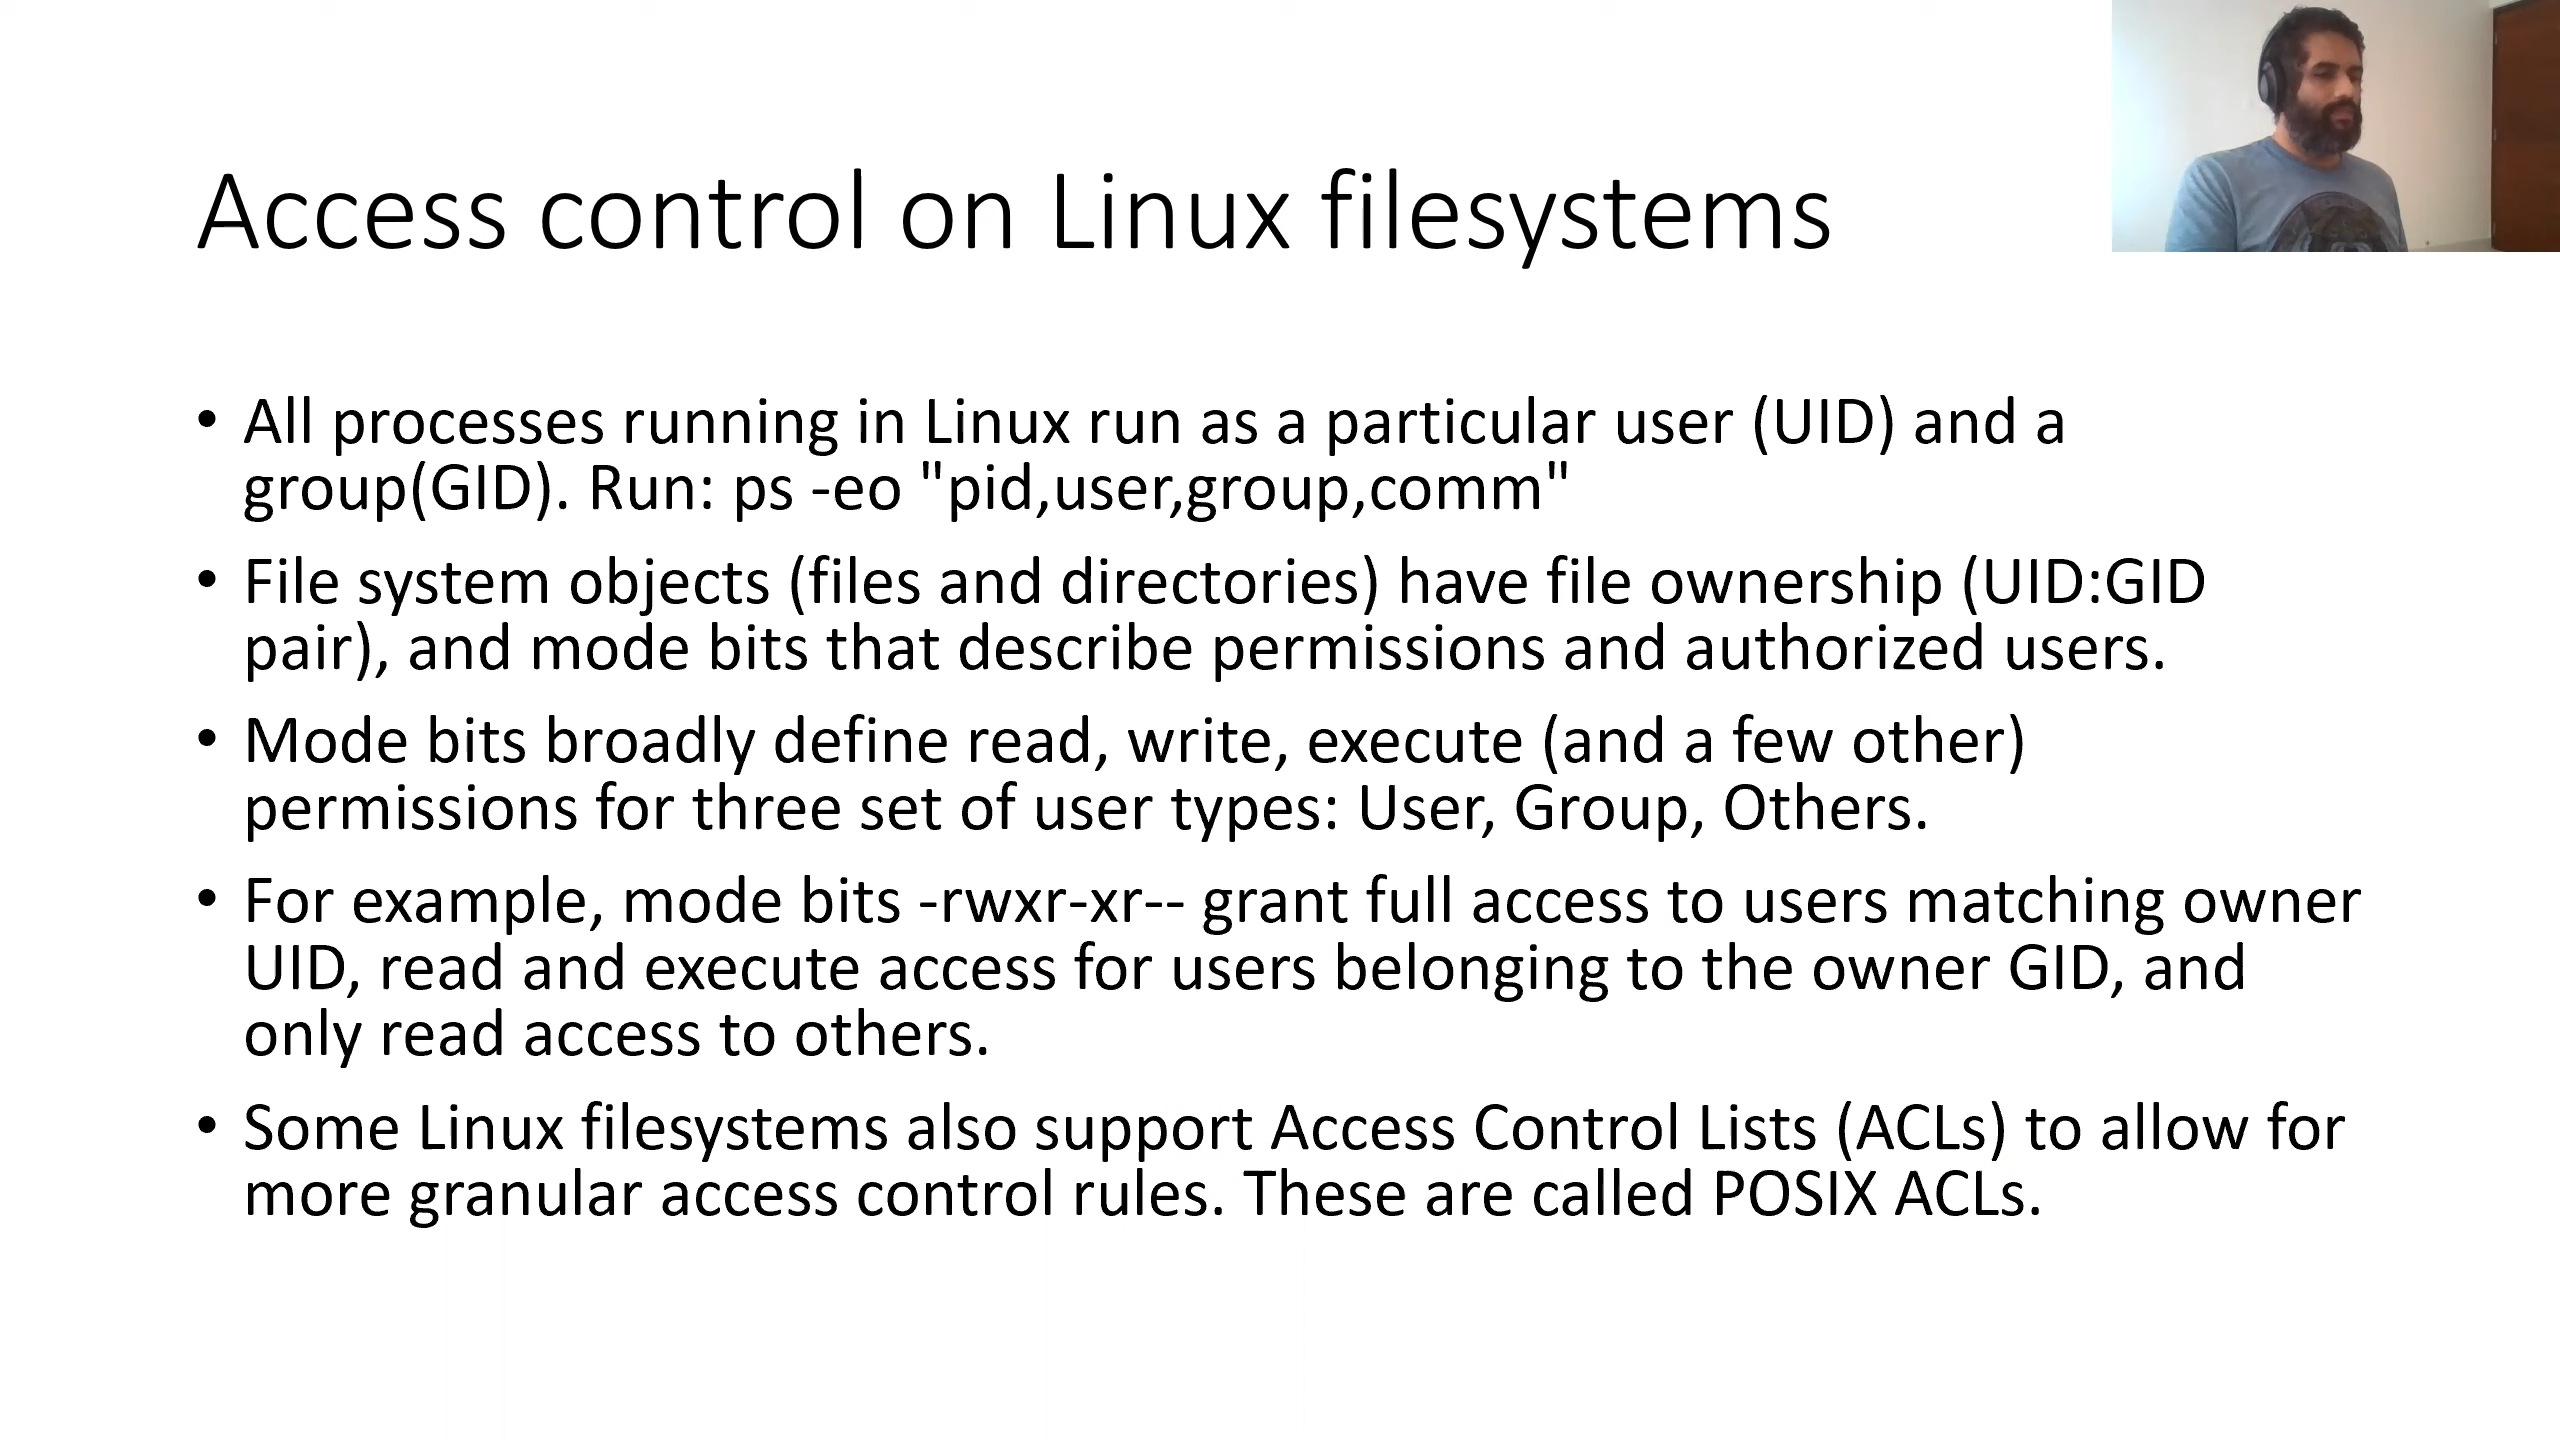 Access control on Linux filesystems
• All processes running in Linux run as a particular user (UID) and a
group(GID). Run: ps -eo "pid,user,group,comm"
• File system objects (files and directories) have file ownership (UID:GID
pair), and mode bits that describe permissions and authorized users.
• Mode bits broadly define read, write, execute (and a few other)
permissions for three set of user types: User, Group, Others.
• For example, mode bits -rwxr-xr-- grant full access to users matching owner
UID, read and execute access for users belonging to the owner GID, and
only read access to others.
• Some Linux filesystems also support Access Control Lists (ACLs) to allow for
more granular access control rules. These are called POSIX ACLs.